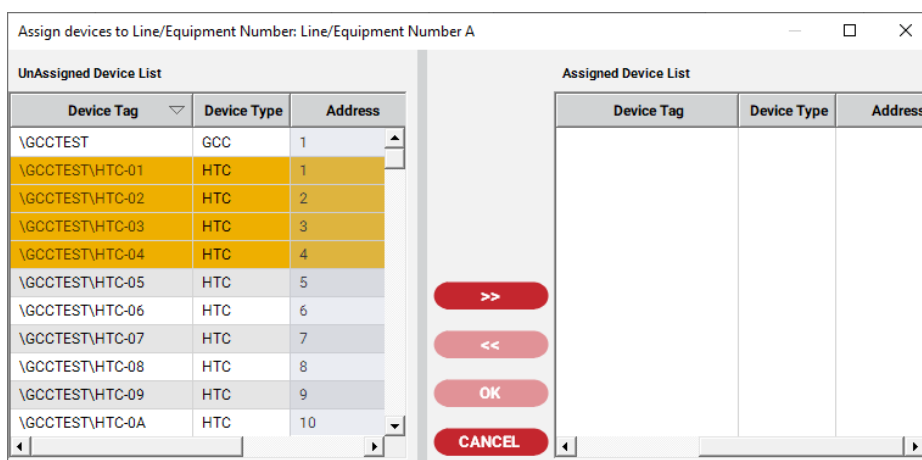 Assign devices to Line/Equipment Number: Line/Equipment Number A
UnAssigned Device List
Device Tag Device Type Address
\GCCTEST GCC 1
\GCCTEST\HTC-01 HTC 1
\GCCTEST\HTC-02 HTC 2
\GCCTEST\HTC-03 HTC 3
\GCCTEST\HTC-04 HTC 4
\GCCTEST\HTC-05 HTC 5
\GCCTEST\HTC-06 HTC 6
\GCCTEST\HTC-07 HTC 7
\GCCTEST\HTC-08 HTC 8
\GCCTEST\HTC-09 HTC 9
\GCCTEST\HTC-0A HTC 10
>>
<<
OK
CANCEL
Assigned Device List
Device Tag Device Type Address